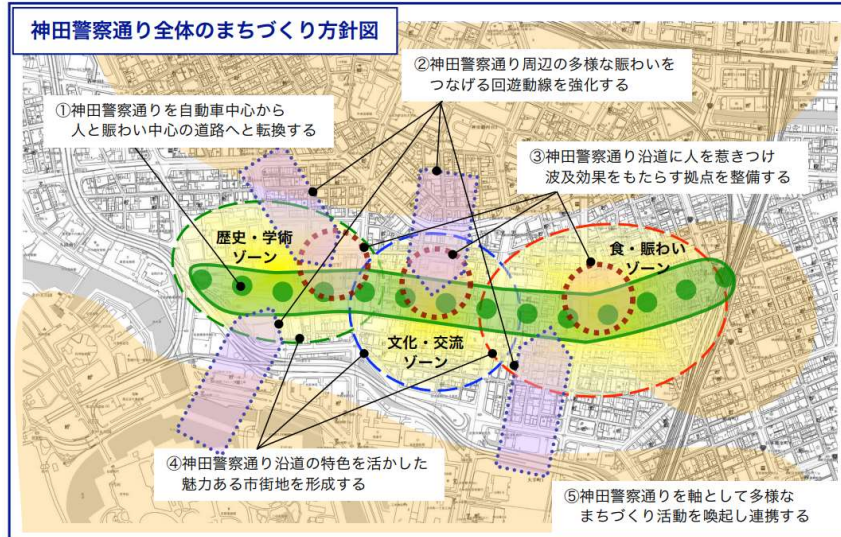 神田警察通り全体のまちづくり方針図
②神田警察通り周辺の多様な賑わいを
つなげる回遊動線を強化する
①神田警察通りを自動車中心から
人と賑わい中心の道路へと転換する
③神田警察通り沿道に人を惹きつけ
波及効果をもたらす拠点を整備する
歴史・学術
ゾーン
食・賑わい
ゾーン
文化・交流
ゾーン
④神田警察通り沿道の特色を活かした
魅力ある市街地を形成する
⑤神田警察通りを軸として多様な
まちづくり活動を喚起し連携する